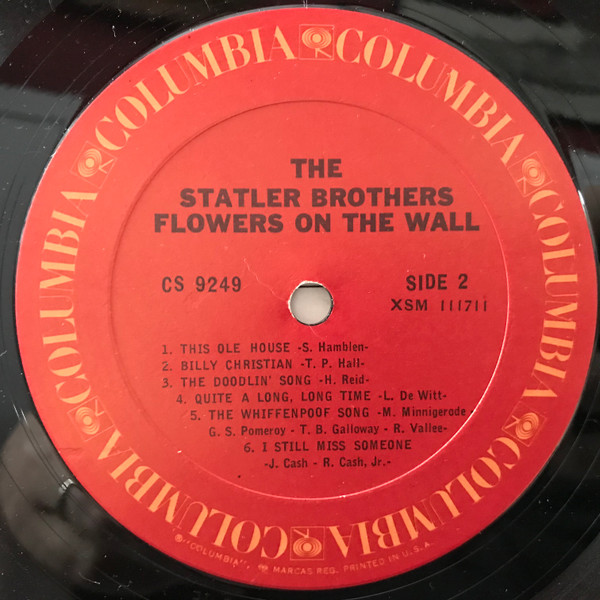 COLUMBIA COLUMBIA COLUMBIA COLUMBIA COLUMBIA COLUMBIA COLUMBIA COLUMBIA
THE
STATLER BROTHERS
FLOWERS ON THE WALL
CS 9249 SIDE 2
XSM 111711
1. THIS OLE HOUSE -S. Hamblen-
2. BILLY CHRISTIAN -T. P. Hall-
3. THE DOODLIN' SONG -H. Reid-
4. QUITE A LONG, LONG TIME -L. De Witt-
5. THE WHIFFENPOOF SONG -M. Minnigerode -
G. S. Pomeroy - T. B. Galloway - R. Vallee-
6. I STILL MISS SOMEONE
-J. Cash - R. Cash, Jr.-
®"COLUMBIA", MARCAS REG. PRINTED IN U.S.A.